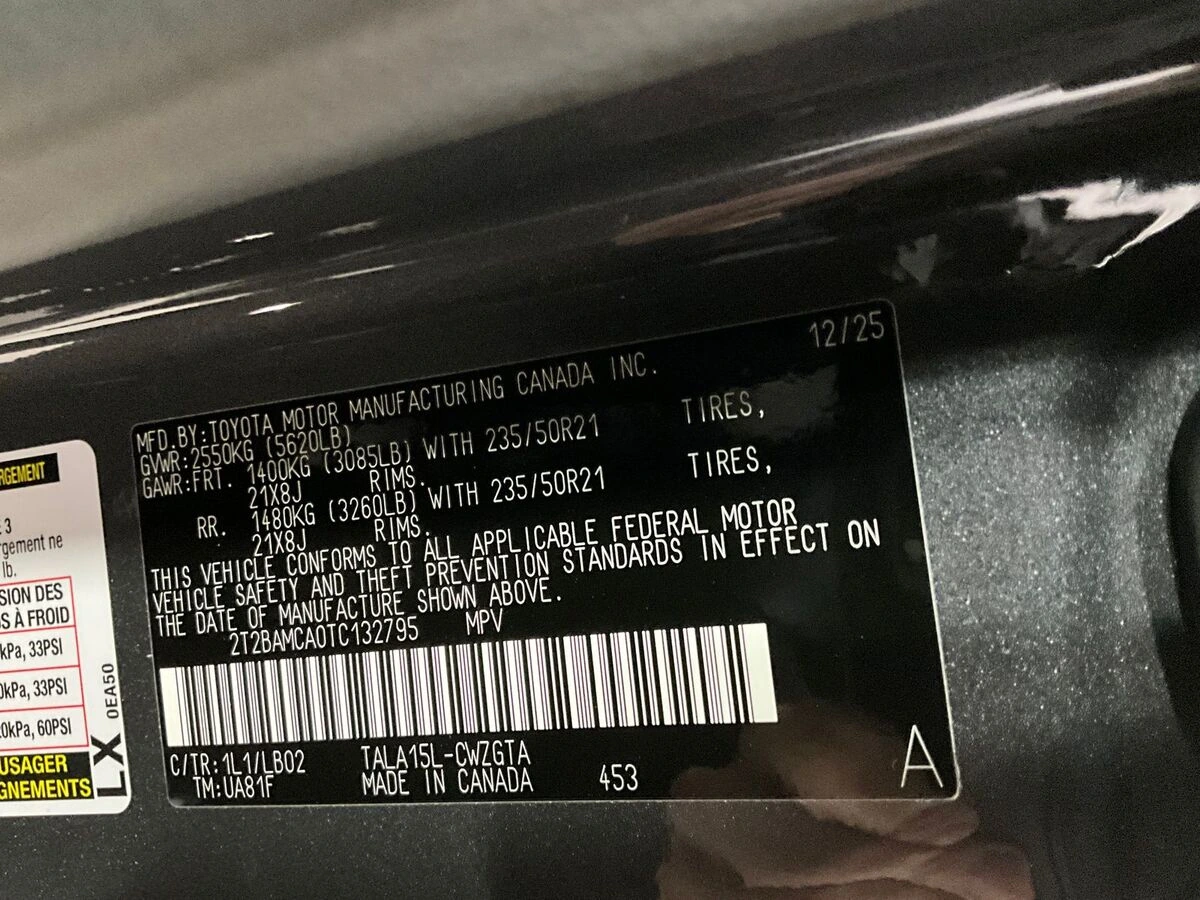 12/25
MFD.BY:TOYOTA MOTOR MANUFACTURING CANADA INC.
GVWR:2550KG (5620LB)
GAWR:FRT. 1400KG (3085LB) WITH 235/50R21 TIRES,
21X8J RIMS.
RR. 1480KG (3260LB) WITH 235/50R21 TIRES,
21X8J RIMS.
THIS VEHICLE CONFORMS TO ALL APPLICABLE FEDERAL MOTOR
VEHICLE SAFETY AND THEFT PREVENTION STANDARDS IN EFFECT ON
THE DATE OF MANUFACTURE SHOWN ABOVE.
2T2BAMCA0TC132795 MPV
C/TR:1L1/LB02 TALA15L-CWZGTA
TM:UA81F MADE IN CANADA 453
A
RGEMENT
3
rgement ne
lb.
SION DES
S À FROID
kPa, 33PSI
0kPa, 33PSI
0kPa, 60PSI
USAGER
GNEMENTS
LX 0EA50